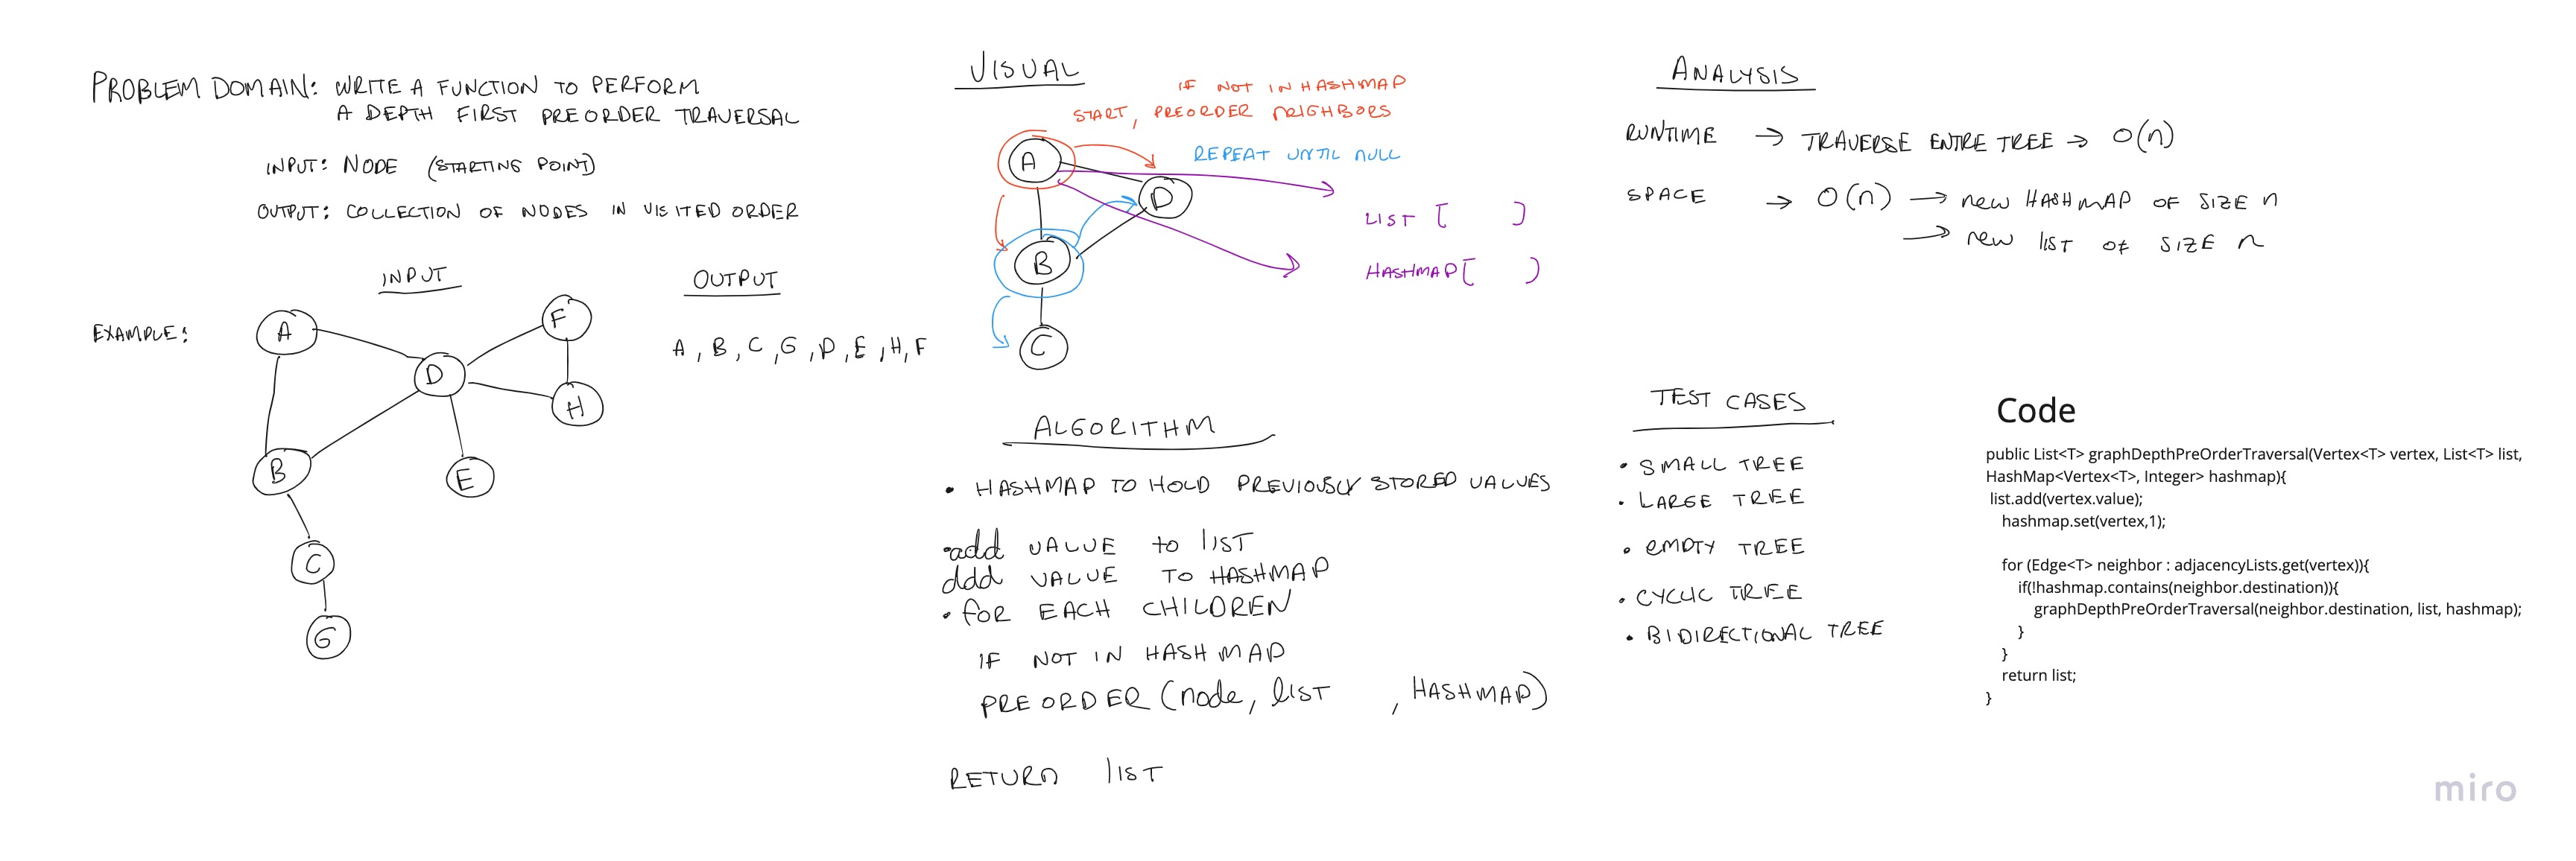 PROBLEM DOMAIN: WRITE A FUNCTION TO PERFORM
A DEPTH FIRST PREORDER TRAVERSAL
INPUT: NODE (STARTING POINT)
OUTPUT: COLLECTION OF NODES IN VISITED ORDER
INPUT
OUTPUT
EXAMPLE:
A
F
D
H
B
E
C
G
A, B, C, G, D, E, H, F
VISUAL
IF NOT IN HASHMAP
START, PREORDER NEIGHBORS
REPEAT UNTIL NULL
A
D
B
C
LIST [ ]
HASHMAP[ ]
ALGORITHM
• HASHMAP TO HOLD PREVIOUSLY STORED VALUES
•add VALUE to LIST
add VALUE TO HASHMAP
• for EACH CHILDREN
IF NOT IN HASHMAP
PREORDER (node, list , HASHMAP)
RETURN LIST
ANALYSIS
RUNTIME → TRAVERSE ENTRE TREE → O(n)
SPACE → O(n) → new HASHMAP OF SIZE n
→ new list of SIZE n
TEST CASES
• SMALL TREE
• LARGE TREE
• EMPTY TREE
• CYCLIC TREE
• BIDIRECTIONAL TREE
Code
public List<T> graphDepthPreOrderTraversal(Vertex<T> vertex, List<T> list,
HashMap<Vertex<T>, Integer> hashmap){
list.add(vertex.value);
hashmap.set(vertex,1);
for (Edge<T> neighbor : adjacencyLists.get(vertex)){
if(!hashmap.contains(neighbor.destination)){
graphDepthPreOrderTraversal(neighbor.destination, list, hashmap);
}
}
return list;
}
miro